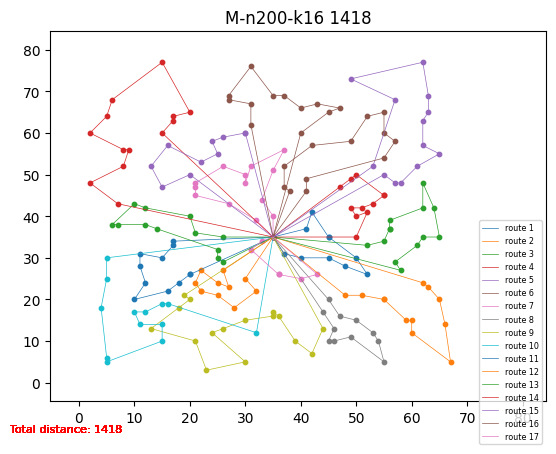 M-n200-k16 1418
80
70
60
50
40
30
20
10
0
0 10 20 30 40 50 60 70 80
route 1
route 2
route 3
route 4
route 5
route 6
route 7
route 8
route 9
route 10
route 11
route 12
route 13
route 14
route 15
route 16
route 17
Total distance: 1418